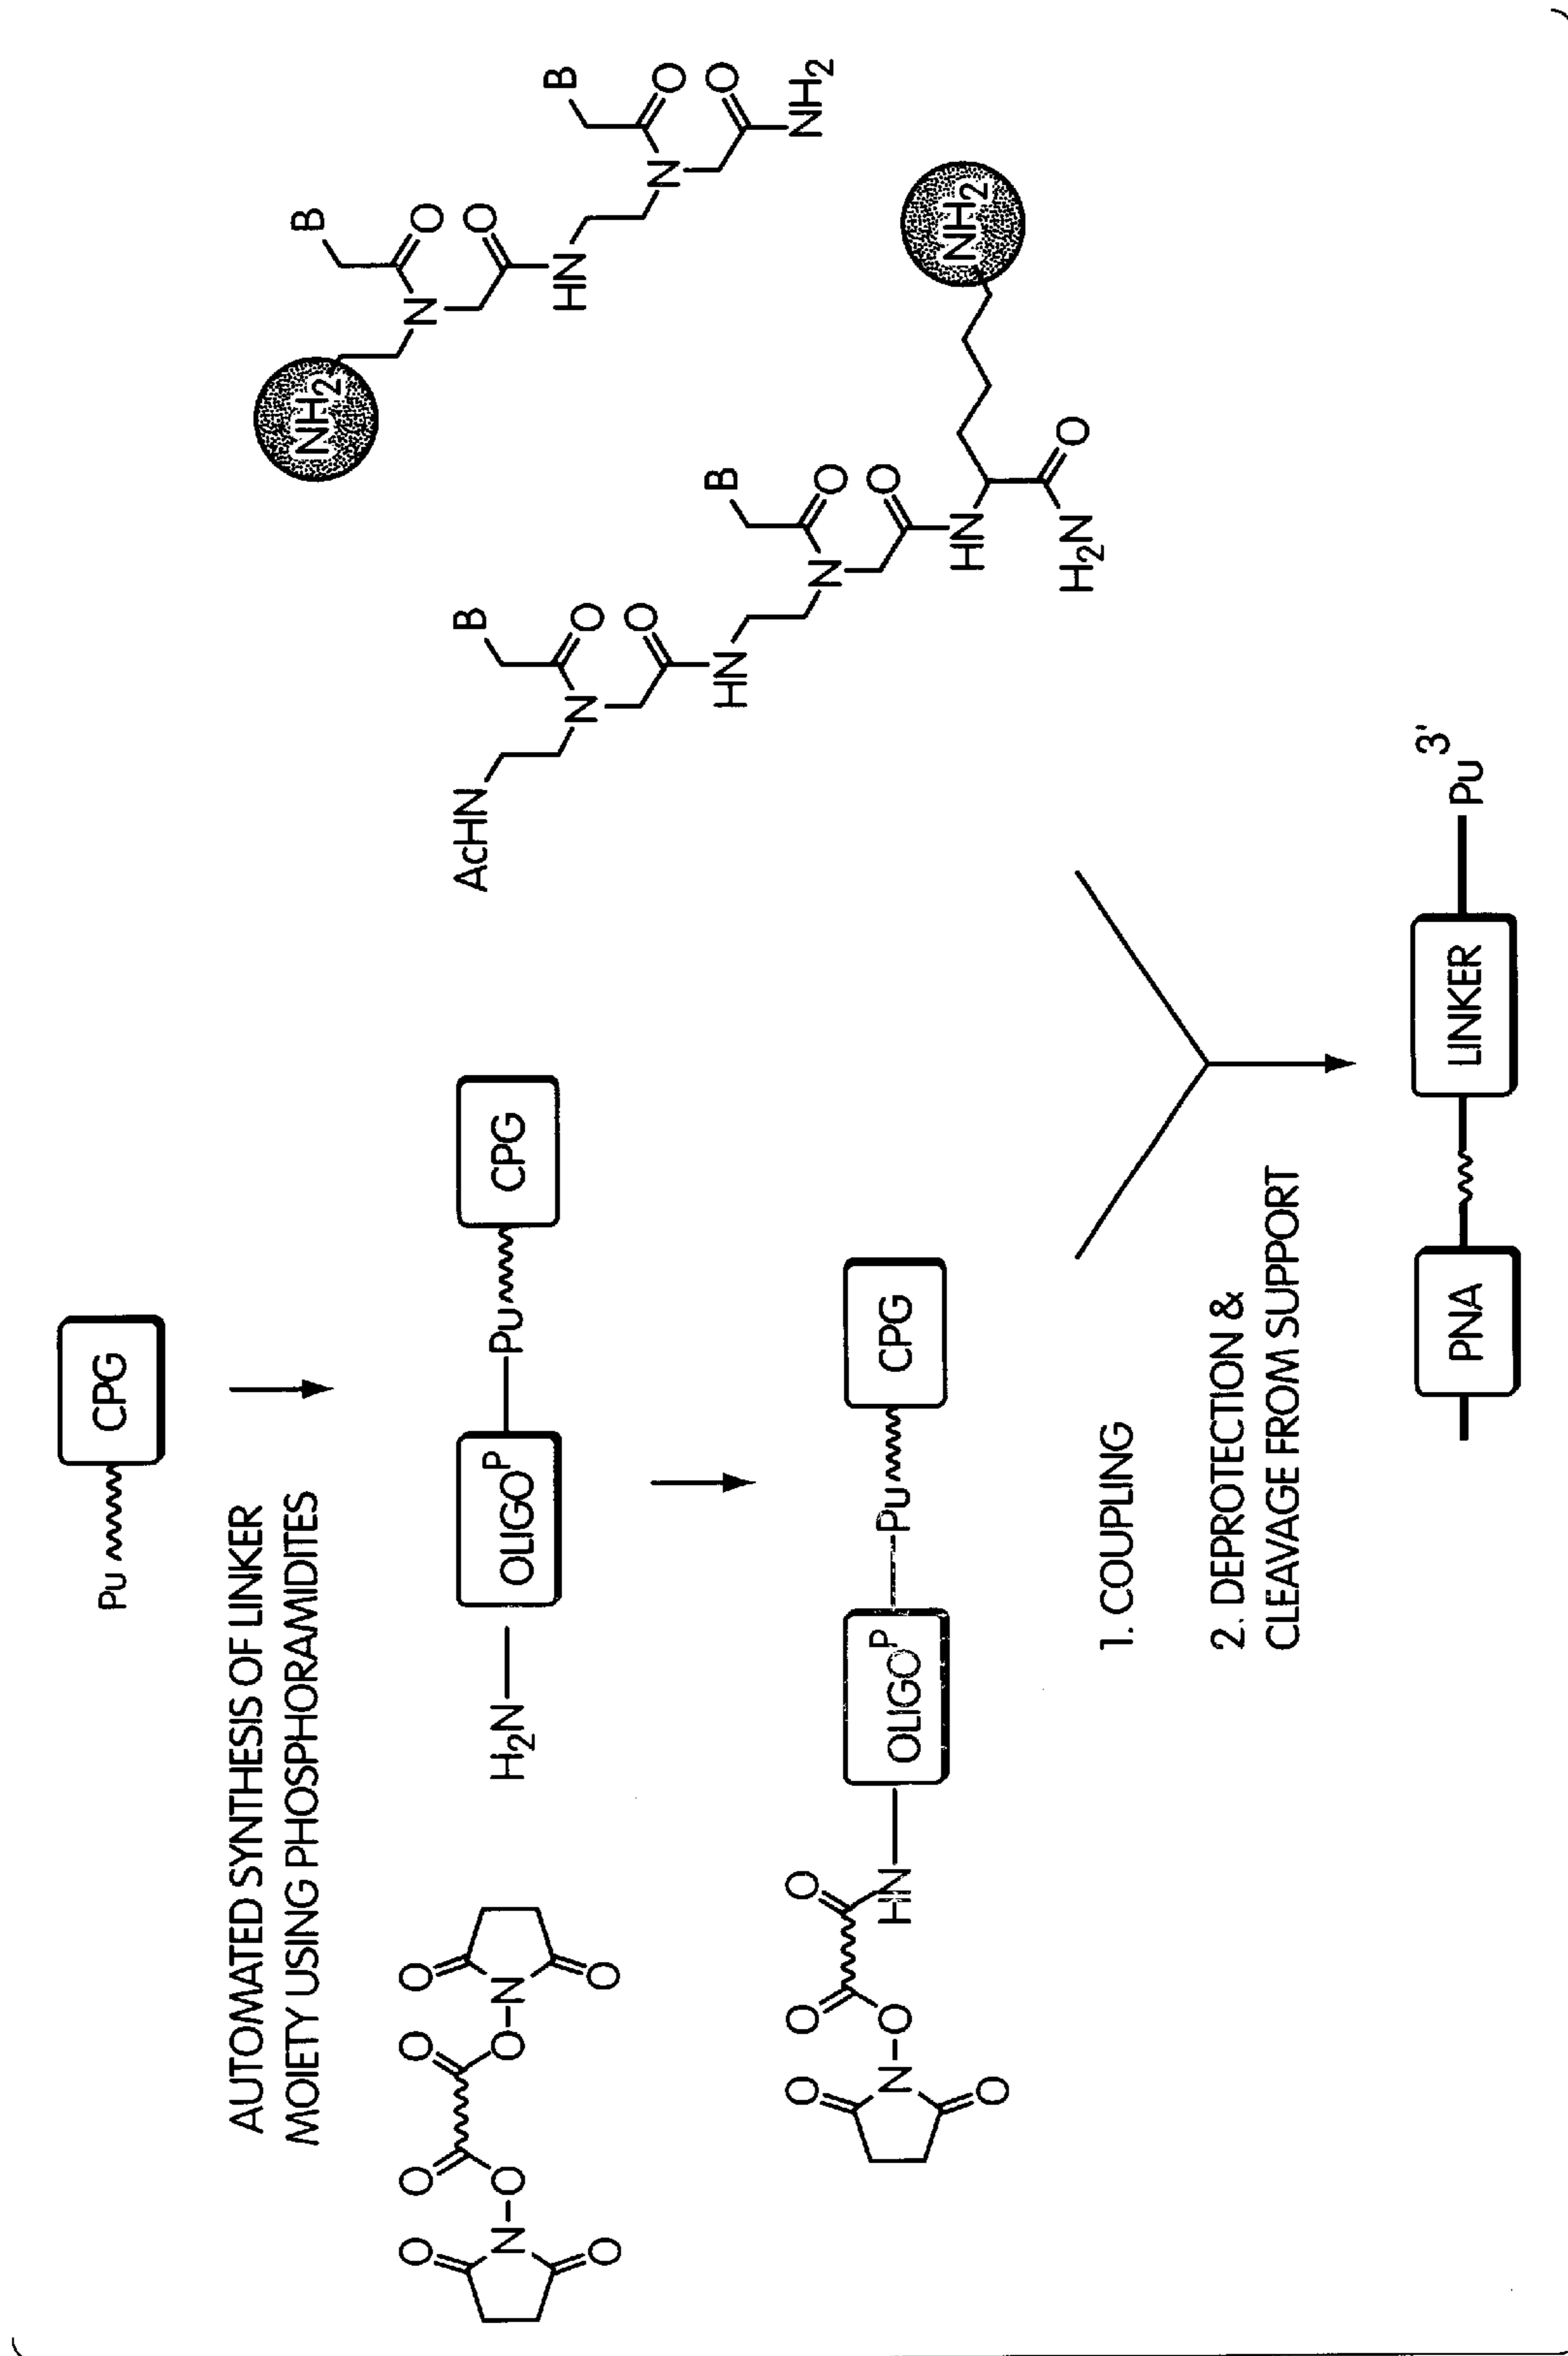 Pu
CPG
AUTOMATED SYNTHESIS OF LINKER
MOIETY USING PHOSPHORAMIDITES
O O O O
N-O O-N
O O
H2N
OLIGOP
Pu
CPG
O O O O
N-O HN
O
OLIGOP
Pu
CPG
NH2
B
N
O
O
HN
B
N
O
O
NH2
AcHN
B
N
O
O
HN
B
N
O
O
HN
H2N
O
NH2
1. COUPLING
2. DEPROTECTION &
CLEAVAGE FROM SUPPORT
PNA
LINKER
Pu 3'